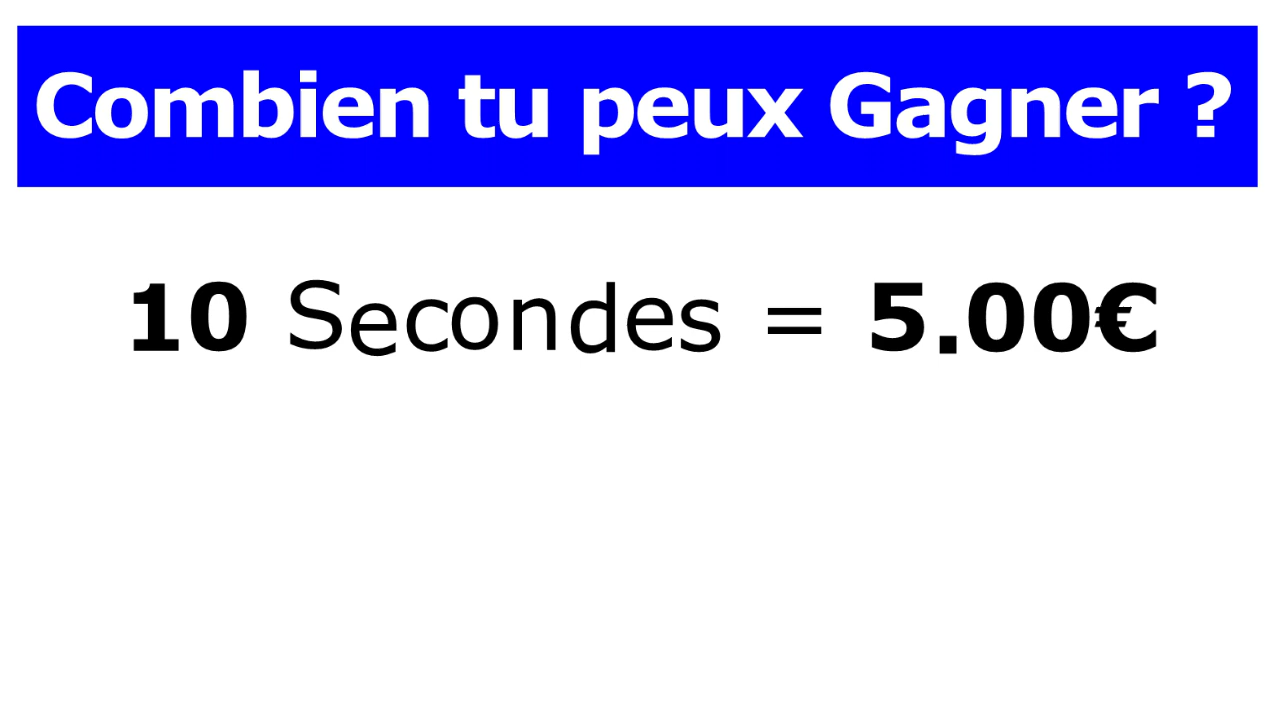 Combien tu peux Gagner ?
10 Secondes = 5.00€